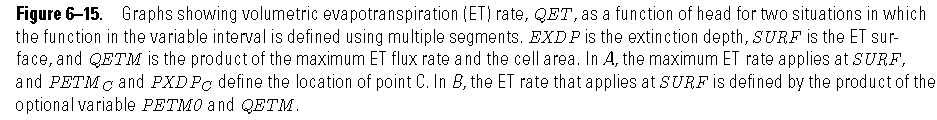 Figure 6–15. Graphs showing volumetric evapotranspiration (ET) rate, QET, as a function of head for two situations in which
the function in the variable interval is defined using multiple segments. EXDP is the extinction depth, SURF is the ET sur-
face, and QETM is the product of the maximum ET flux rate and the cell area. In A, the maximum ET rate applies at SURF,
and PETM_C and PXDP_C define the location of point C. In B, the ET rate that applies at SURF is defined by the product of the
optional variable PETM0 and QETM.